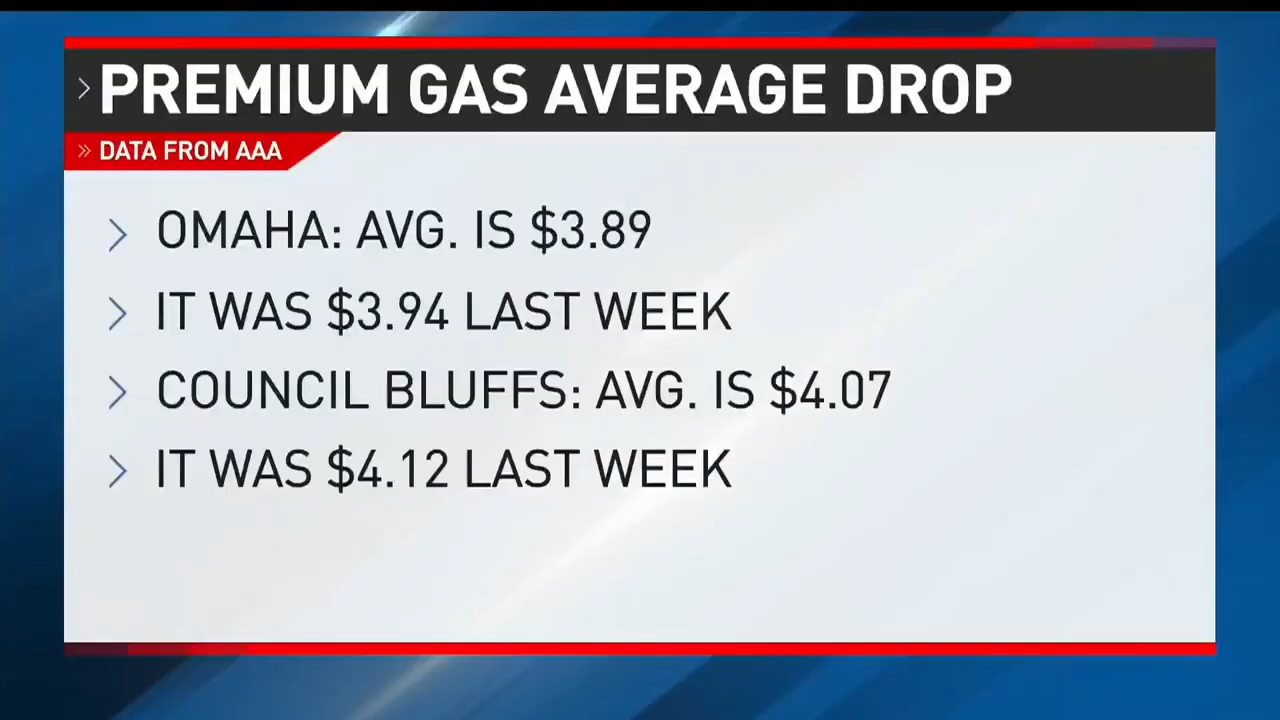 PREMIUM GAS AVERAGE DROP
DATA FROM AAA
OMAHA: AVG. IS $3.89
IT WAS $3.94 LAST WEEK
COUNCIL BLUFFS: AVG. IS $4.07
IT WAS $4.12 LAST WEEK